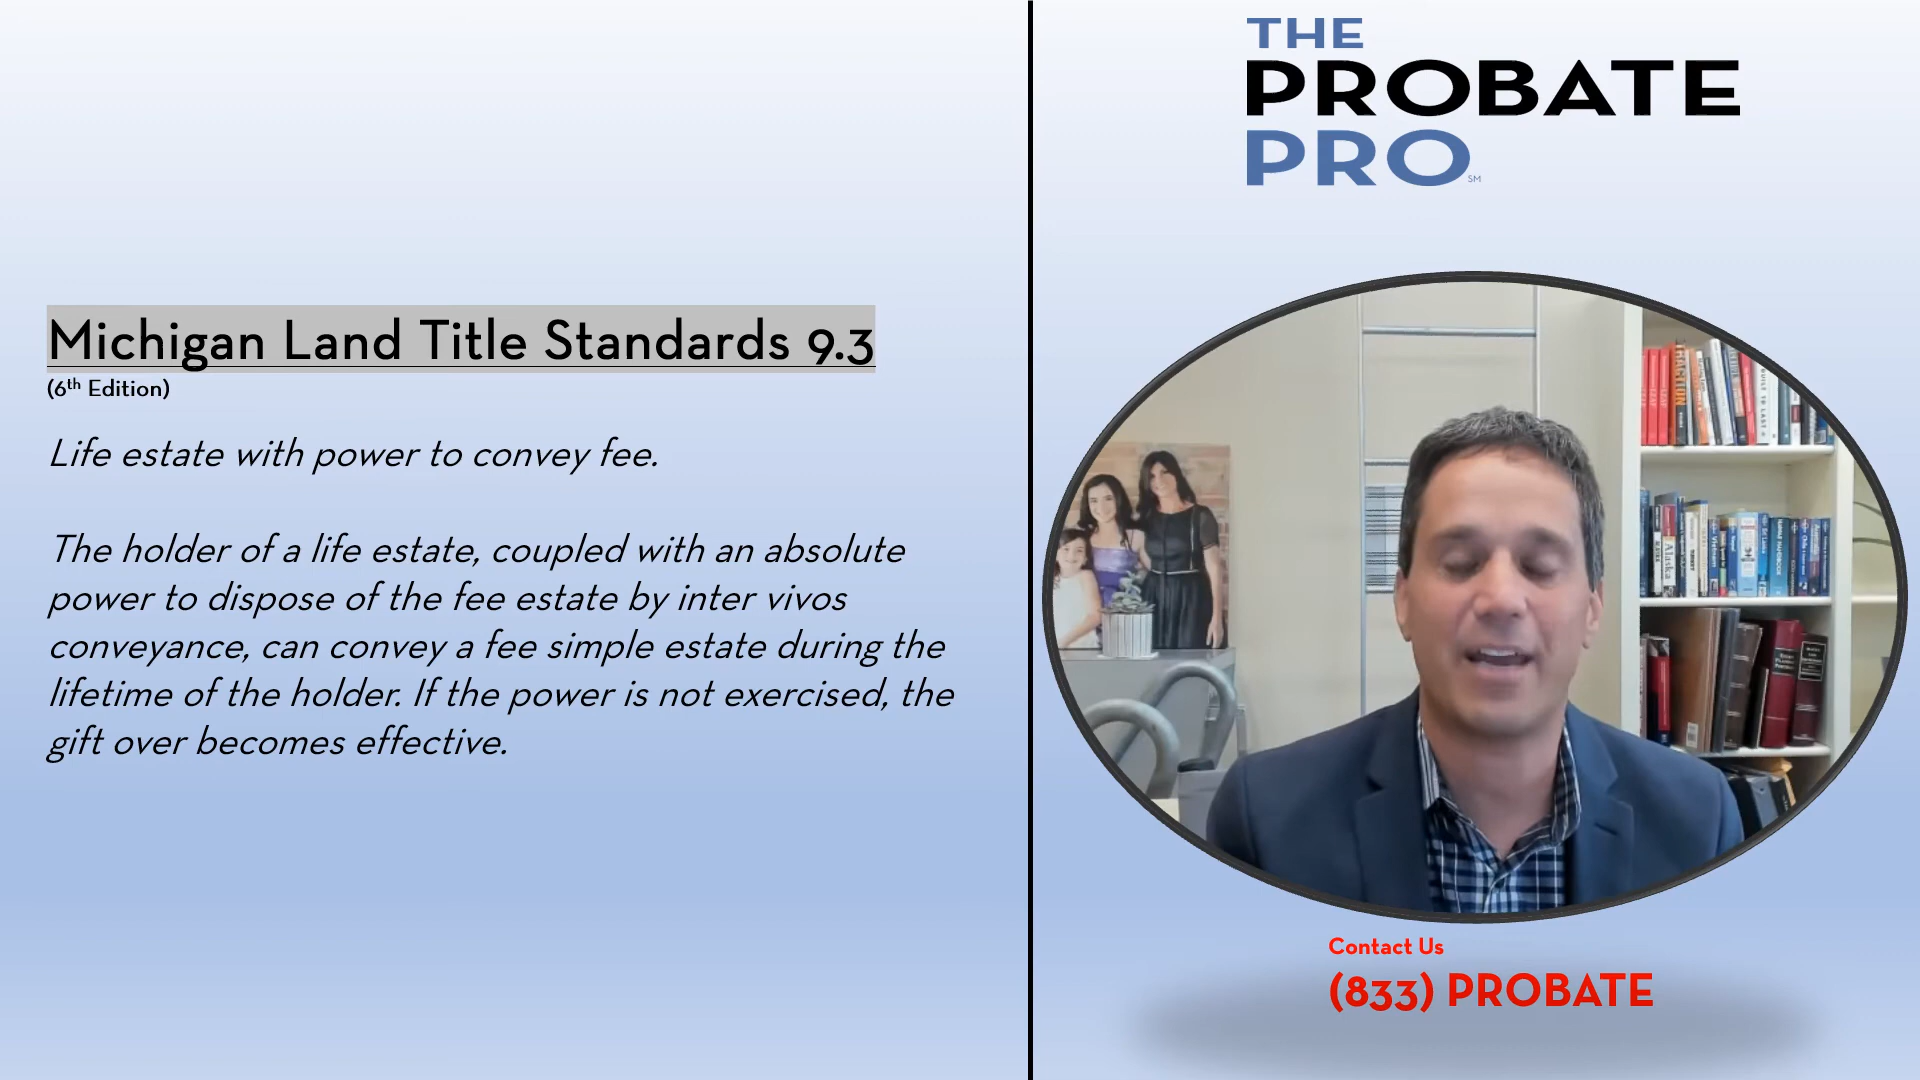 Michigan Land Title Standards 9.3
(6th Edition)
Life estate with power to convey fee.
The holder of a life estate, coupled with an absolute
power to dispose of the fee estate by inter vivos
conveyance, can convey a fee simple estate during the
lifetime of the holder. If the power is not exercised, the
gift over becomes effective.
THE
PROBATE
PRO SM
TRACTION
Alaska
Contact Us
(833) PROBATE